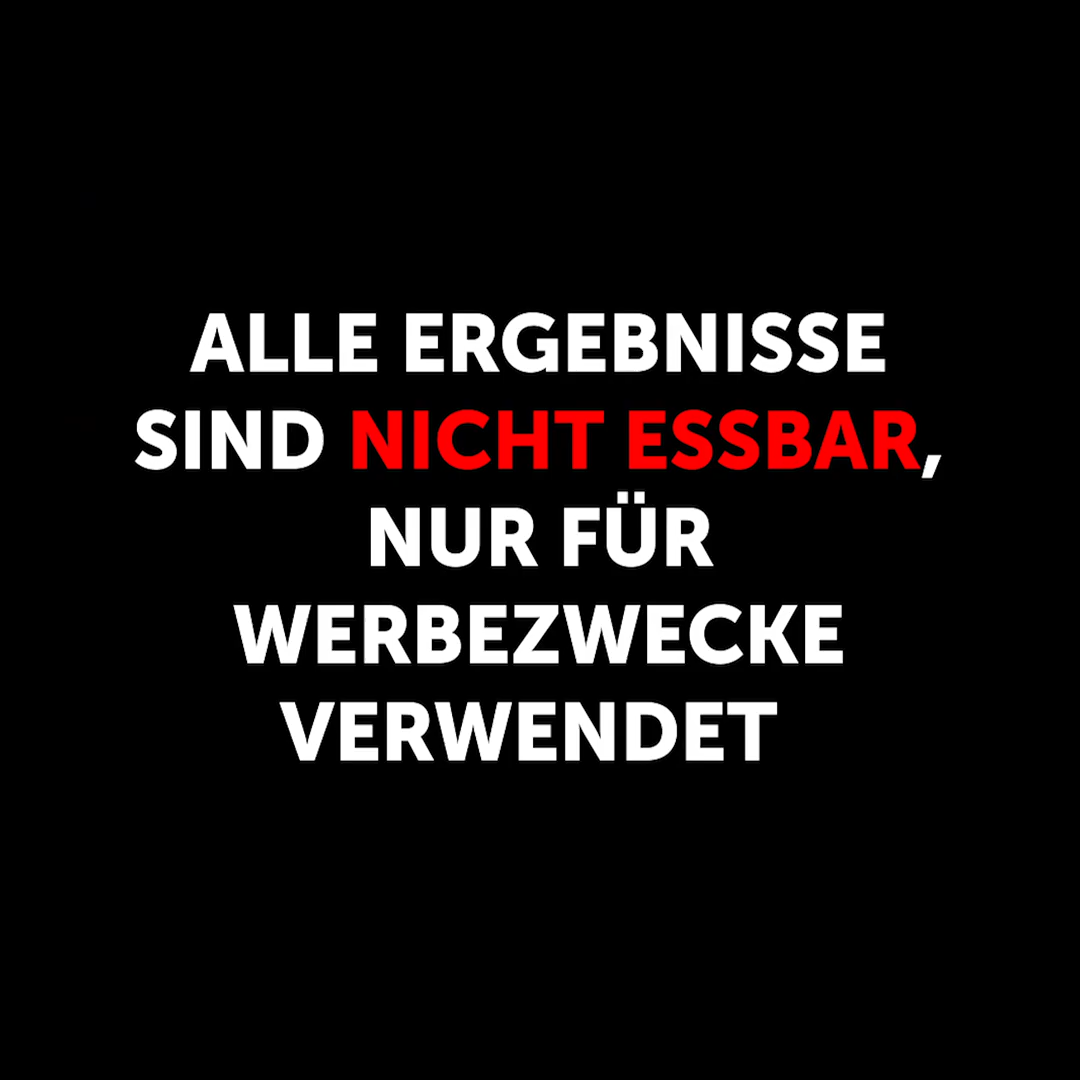 ALLE ERGEBNISSE
SIND NICHT ESSBAR,
NUR FÜR
WERBEZWECKE
VERWENDET